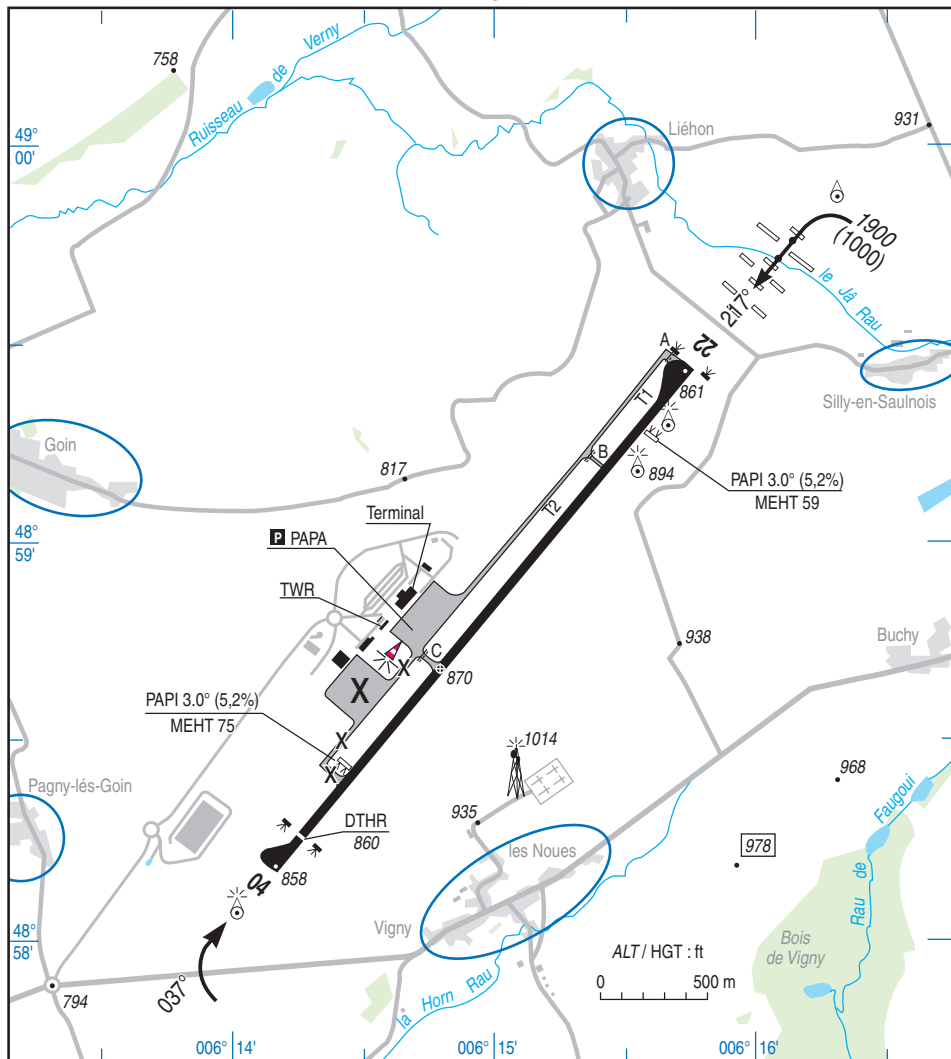 758
Ruisseau de Verny
Liéhon
931
49°
00'
1900
(1000)
217°
le Jâ Rau
22
A
861
Silly-en-Saulnois
T1
Goin
B
894
817
PAPI 3.0° (5,2%)
MEHT 59
T2
Terminal
48°
59'
P PAPA
TWR
938
Buchy
C
X
870
X
PAPI 3.0° (5,2%)
MEHT 75
X
1014
X
968
Pagny-lés-Goin
Rau de Faugoui
DTHR
860
935
les Noues
978
858
04
Vigny
48°
58'
ALT / HGT : ft
Bois
de Vigny
037°
0 500 m
794
la Horn Rau
006° 14'
006° 15'
006° 16'